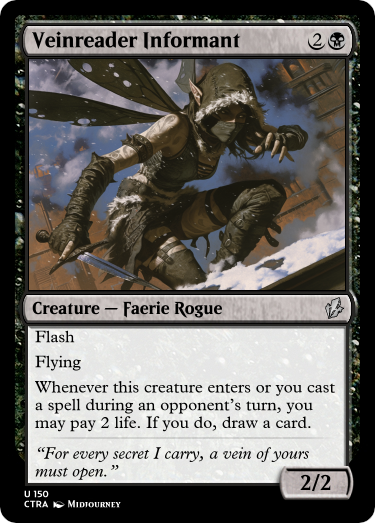 Veinreader Informant 2
Creature — Faerie Rogue
Flash
Flying
Whenever this creature enters or you cast
a spell during an opponent's turn, you
may pay 2 life. If you do, draw a card.
“For every secret I carry, a vein of yours
must open.”
2/2
U 150
CTRA Midjourney